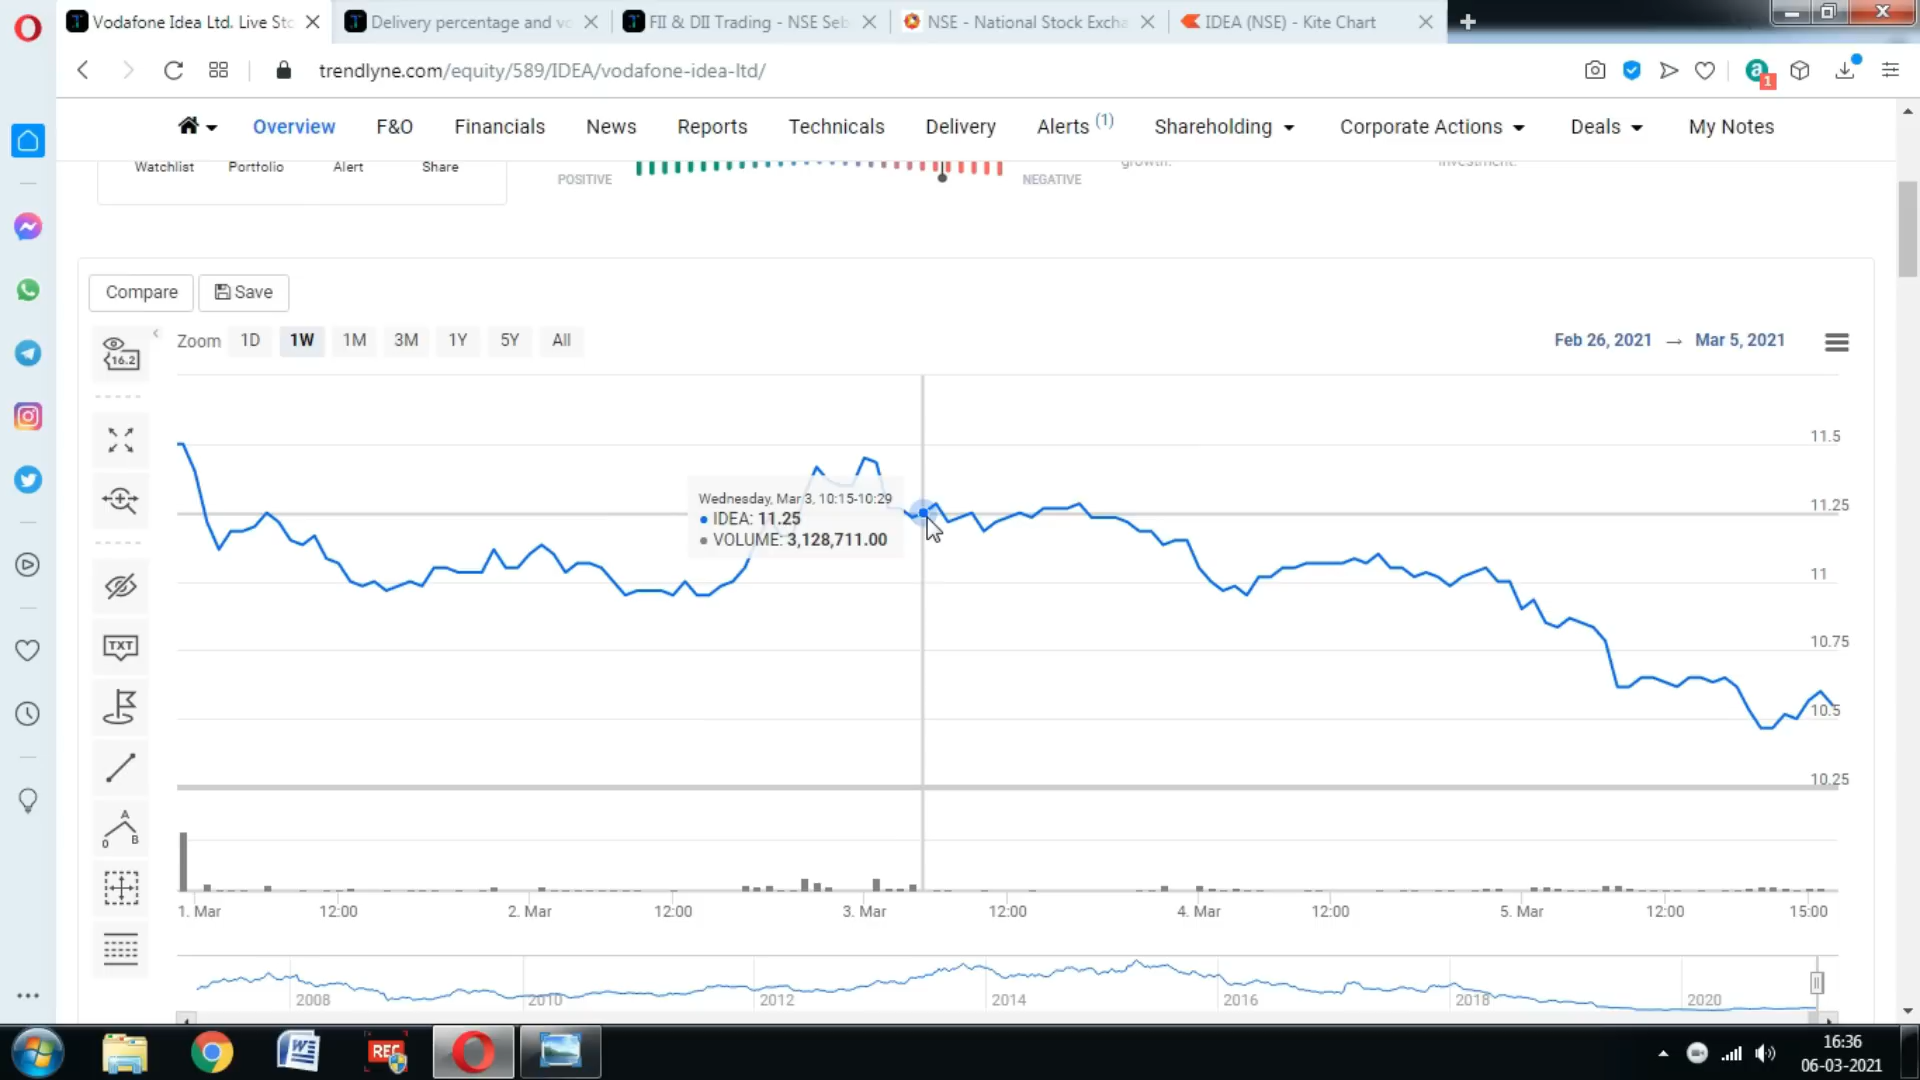 Vodafone Idea Ltd. Live Sto
Delivery percentage and vo
FII & DII Trading - NSE Seb
NSE - National Stock Excha
IDEA (NSE) - Kite Chart
trendlyne.com/equity/589/IDEA/vodafone-idea-ltd/
a
1
Overview
F&O
Financials
News
Reports
Technicals
Delivery
Alerts (1)
Shareholding
Corporate Actions
Deals
My Notes
Watchlist
Portfolio
Alert
Share
POSITIVE
NEGATIVE
growth.
investment.
Compare
Save
Zoom
1D
1W
1M
3M
1Y
5Y
All
Feb 26, 2021 → Mar 5, 2021
16.2
TXT
A
0
B
11.5
11.25
11
10.75
10.5
10.25
Wednesday, Mar 3, 10:15-10:29
IDEA: 11.25
VOLUME: 3,128,711.00
1. Mar
12:00
2. Mar
12:00
3. Mar
12:00
4. Mar
12:00
5. Mar
12:00
15:00
2008
2010
2012
2014
2016
2018
2020
W
REC
16:36
06-03-2021